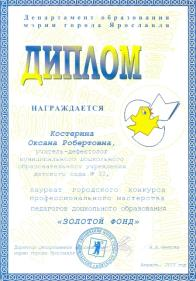 Департамент образования
мэрии города Ярославля
ДИПЛОМ
НАГРАЖДАЕТСЯ
Костерина
Оксана Робертовна,
учитель-дефектолог
муниципального дошкольного
образовательного учреждения
детского сада №
лауреат городского конкурса
профессионального мастерства
педагогов дошкольного образования
«ЗОЛОТОЙ ФОНД»
Директор департамента
мэрии города Ярославля